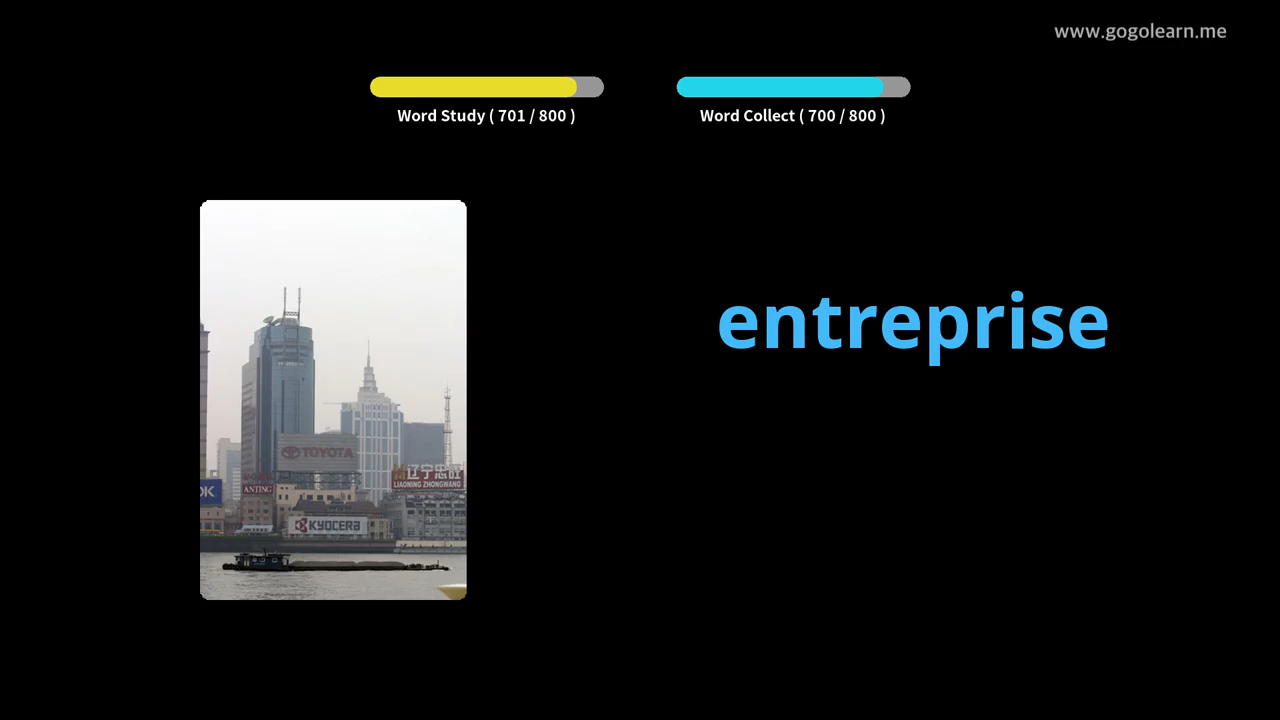 www.gogolearn.me
Word Study ( 701 / 800 )
Word Collect ( 700 / 800 )
entreprise
TOYOTA
辽宁忠旺
LIAONING ZHONGWANG
OK
ANTING
KYOCERA